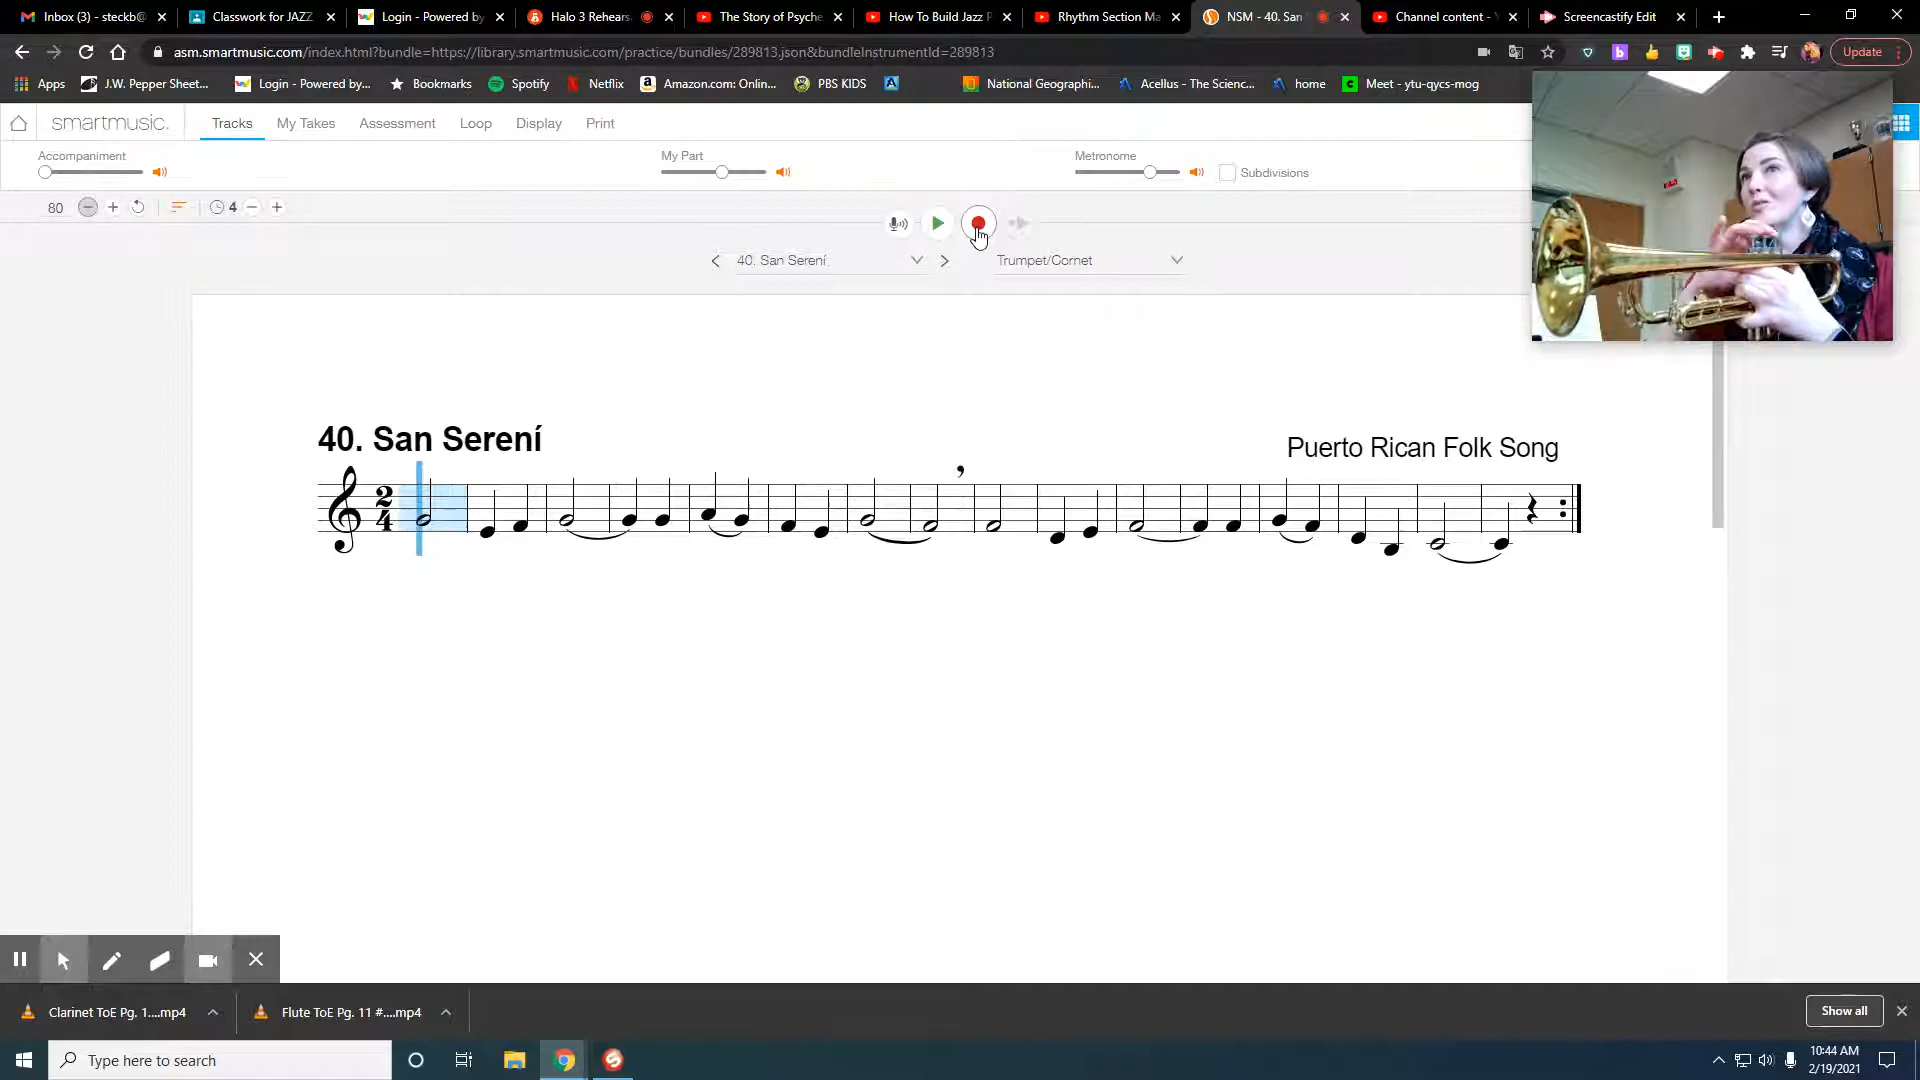 Inbox (3) - steckb@
Classwork for JAZZ
Login - Powered by
Halo 3 Rehears
The Story of Psyche
How To Build Jazz P
Rhythm Section Ma
NSM - 40. San
Channel content - Y
Screencastify Edit
asm.smartmusic.com/index.html?bundle=https://library.smartmusic.com/practice/bundles/289813.json&bundleInstrumentId=289813
Update
Apps
J.W. Pepper Sheet...
Login - Powered by...
Bookmarks
Spotify
Netflix
Amazon.com: Onlin...
PBS KIDS
National Geographi...
Acellus - The Scienc...
home
Meet - ytu-qycs-mog
smartmusic.
Tracks
My Takes
Assessment
Loop
Display
Print
Accompaniment
My Part
Metronome
Subdivisions
80
4
40. San Serení
Trumpet/Cornet
40. San Serení
Puerto Rican Folk Song
2
4
Clarinet ToE Pg. 1....mp4
Flute ToE Pg. 11 #....mp4
Show all
Type here to search
10:44 AM
2/19/2021